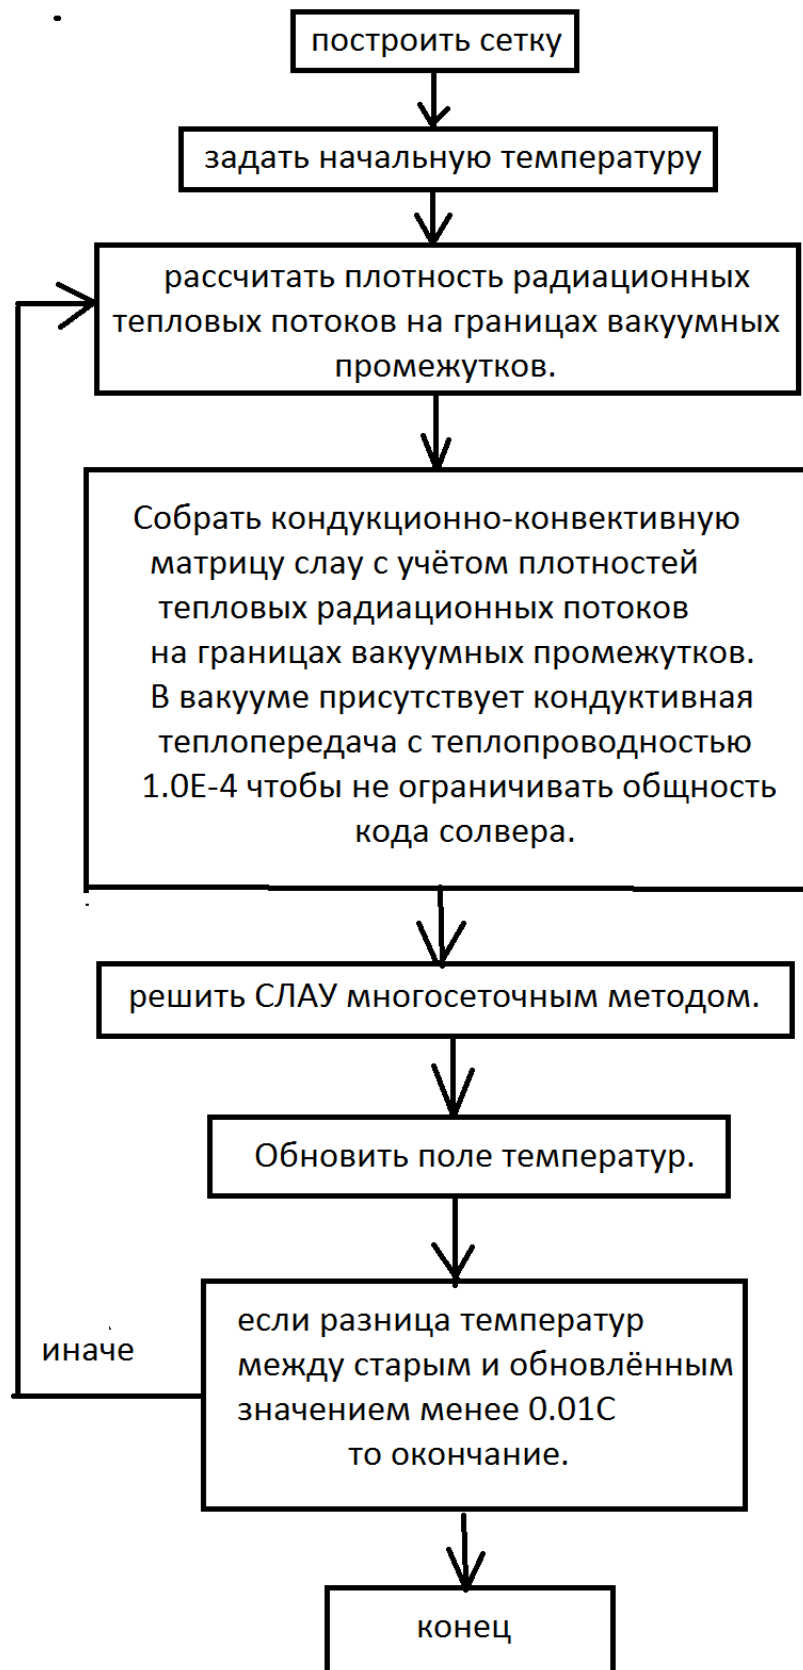 построить сетку
задать начальную температуру
рассчитать плотность радиационных
тепловых потоков на границах вакуумных
промежутков.
Собрать кондукционно-конвективную
матрицу слау с учётом плотностей
тепловых радиационных потоков
на границах вакуумных промежутков.
В вакууме присутствует кондуктивная
теплопередача с теплопроводностью
1.0E-4 чтобы не ограничивать общность
кода солвера.
решить СЛАУ многосеточным методом.
Обновить поле температур.
если разница температур
между старым и обновлённым
значением менее 0.01С
то окончание.
иначе
конец